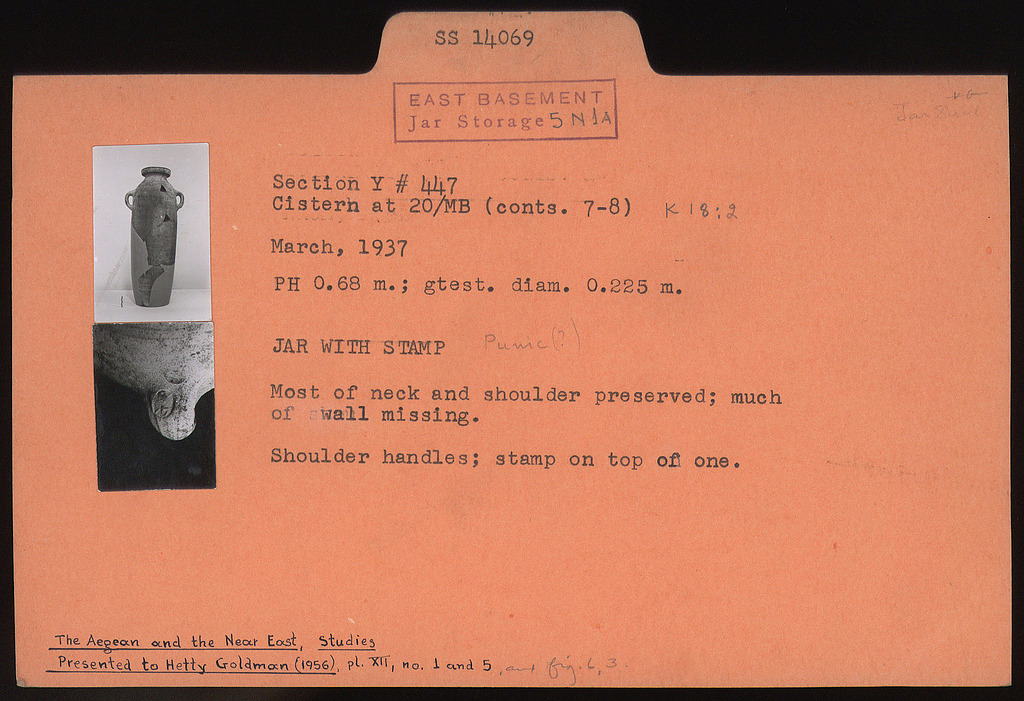 SS 14069
EAST BASEMENT
Jar Storage 5 N 1A
Section Y # 447
Cistern at 20/MB (conts. 7-8) K 18:2
March, 1937
PH 0.68 m.; gtest. diam. 0.225 m.
JAR WITH STAMP Punic (?)
Most of neck and shoulder preserved; much
of wall missing.
Shoulder handles; stamp on top of one.
The Aegean and the Near East, Studies
Presented to Hetty Goldman (1956), pl. XII, no. 1 and 5, and fig. 6, 3.